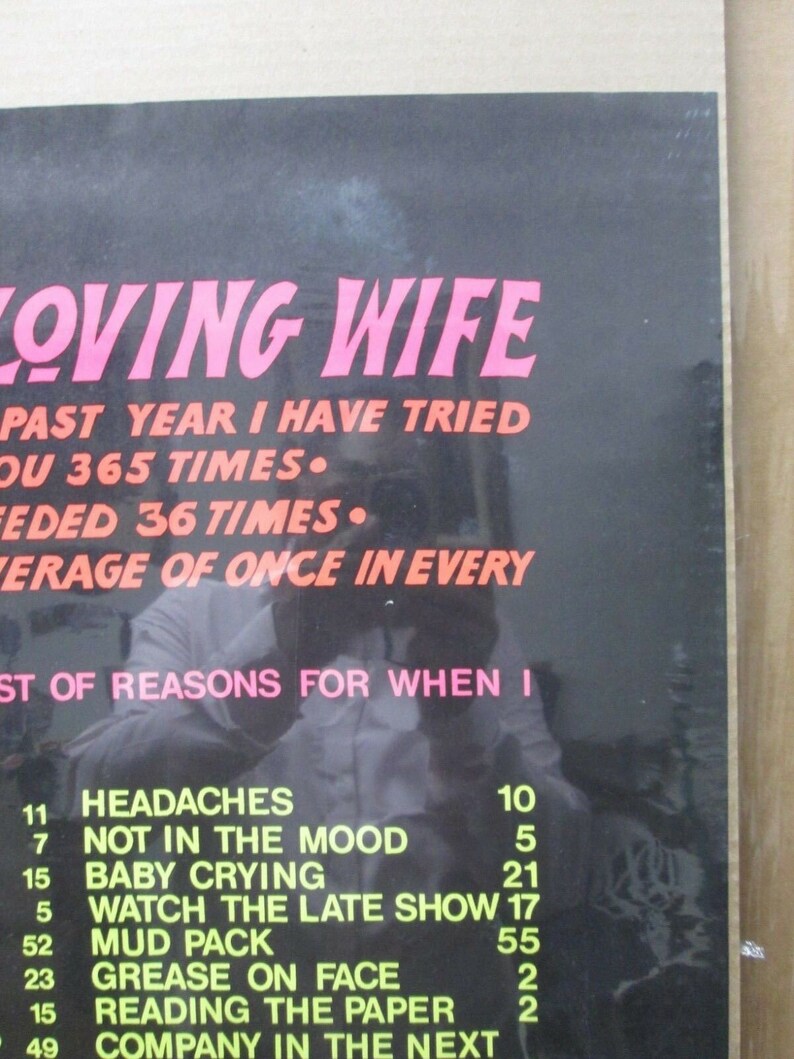 LOVING WIFE
PAST YEAR I HAVE TRIED
OU 365 TIMES•
EEDED 36 TIMES•
VERAGE OF ONCE IN EVERY
ST OF REASONS FOR WHEN I
11 HEADACHES 10
7 NOT IN THE MOOD 5
15 BABY CRYING 21
5 WATCH THE LATE SHOW 17
52 MUD PACK 55
23 GREASE ON FACE 2
15 READING THE PAPER 2
49 COMPANY IN THE NEXT